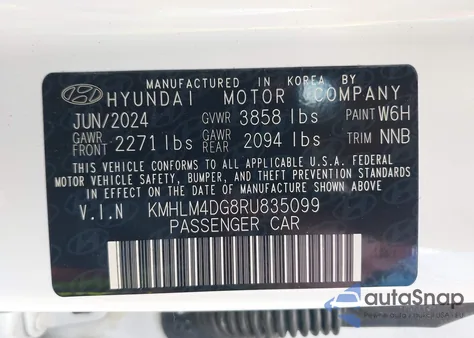 MANUFACTURED IN KOREA BY
HYUNDAI MOTOR COMPANY
JUN/2024 GVWR 3858 lbs PAINT W6H
GAWR FRONT 2271 lbs GAWR REAR 2094 lbs TRIM NNB
THIS VEHICLE CONFORMS TO ALL APPLICABLE U.S.A. FEDERAL
MOTOR VEHICLE SAFETY, BUMPER, AND THEFT PREVENTION STANDARDS
IN EFFECT ON THE DATE OF MANUFACTURE SHOWN ABOVE.
V.I.N KMHLM4DG8RU835099
PASSENGER CAR
autoSnap